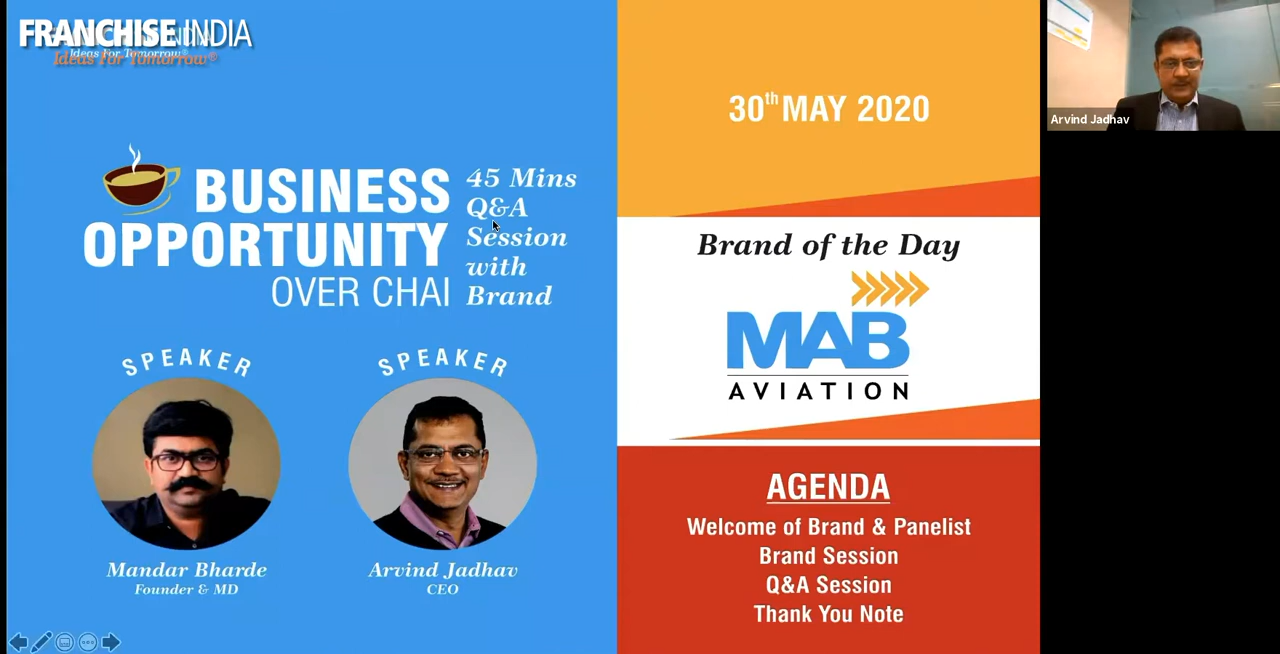 FRANCHISE INDIA
Ideas For Tomorrow®
BUSINESS
OPPORTUNITY
OVER CHAI
45 Mins
Q&A
Session
with
Brand
SPEAKER
Mandar Bharde
Founder & MD
SPEAKER
Arvind Jadhav
CEO
30th MAY 2020
Brand of the Day
MAB
AVIATION
AGENDA
Welcome of Brand & Panelist
Brand Session
Q&A Session
Thank You Note
Arvind Jadhav